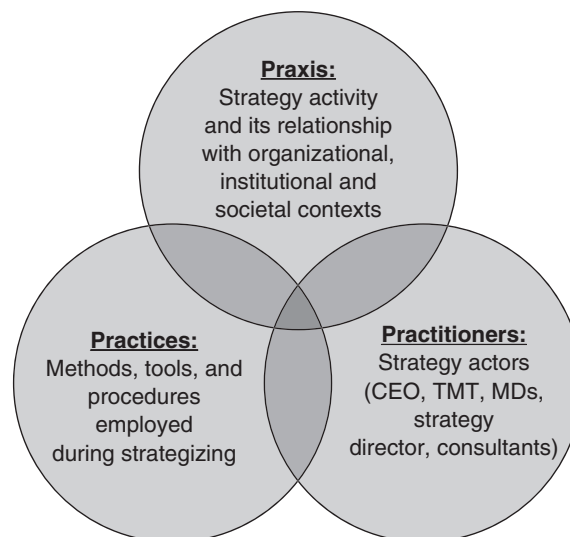 Praxis:
Strategy activity
and its relationship
with organizational,
institutional and
societal contexts
Practices:
Methods, tools, and
procedures
employed
during strategizing
Practitioners:
Strategy actors
(CEO, TMT, MDs,
strategy
director, consultants)